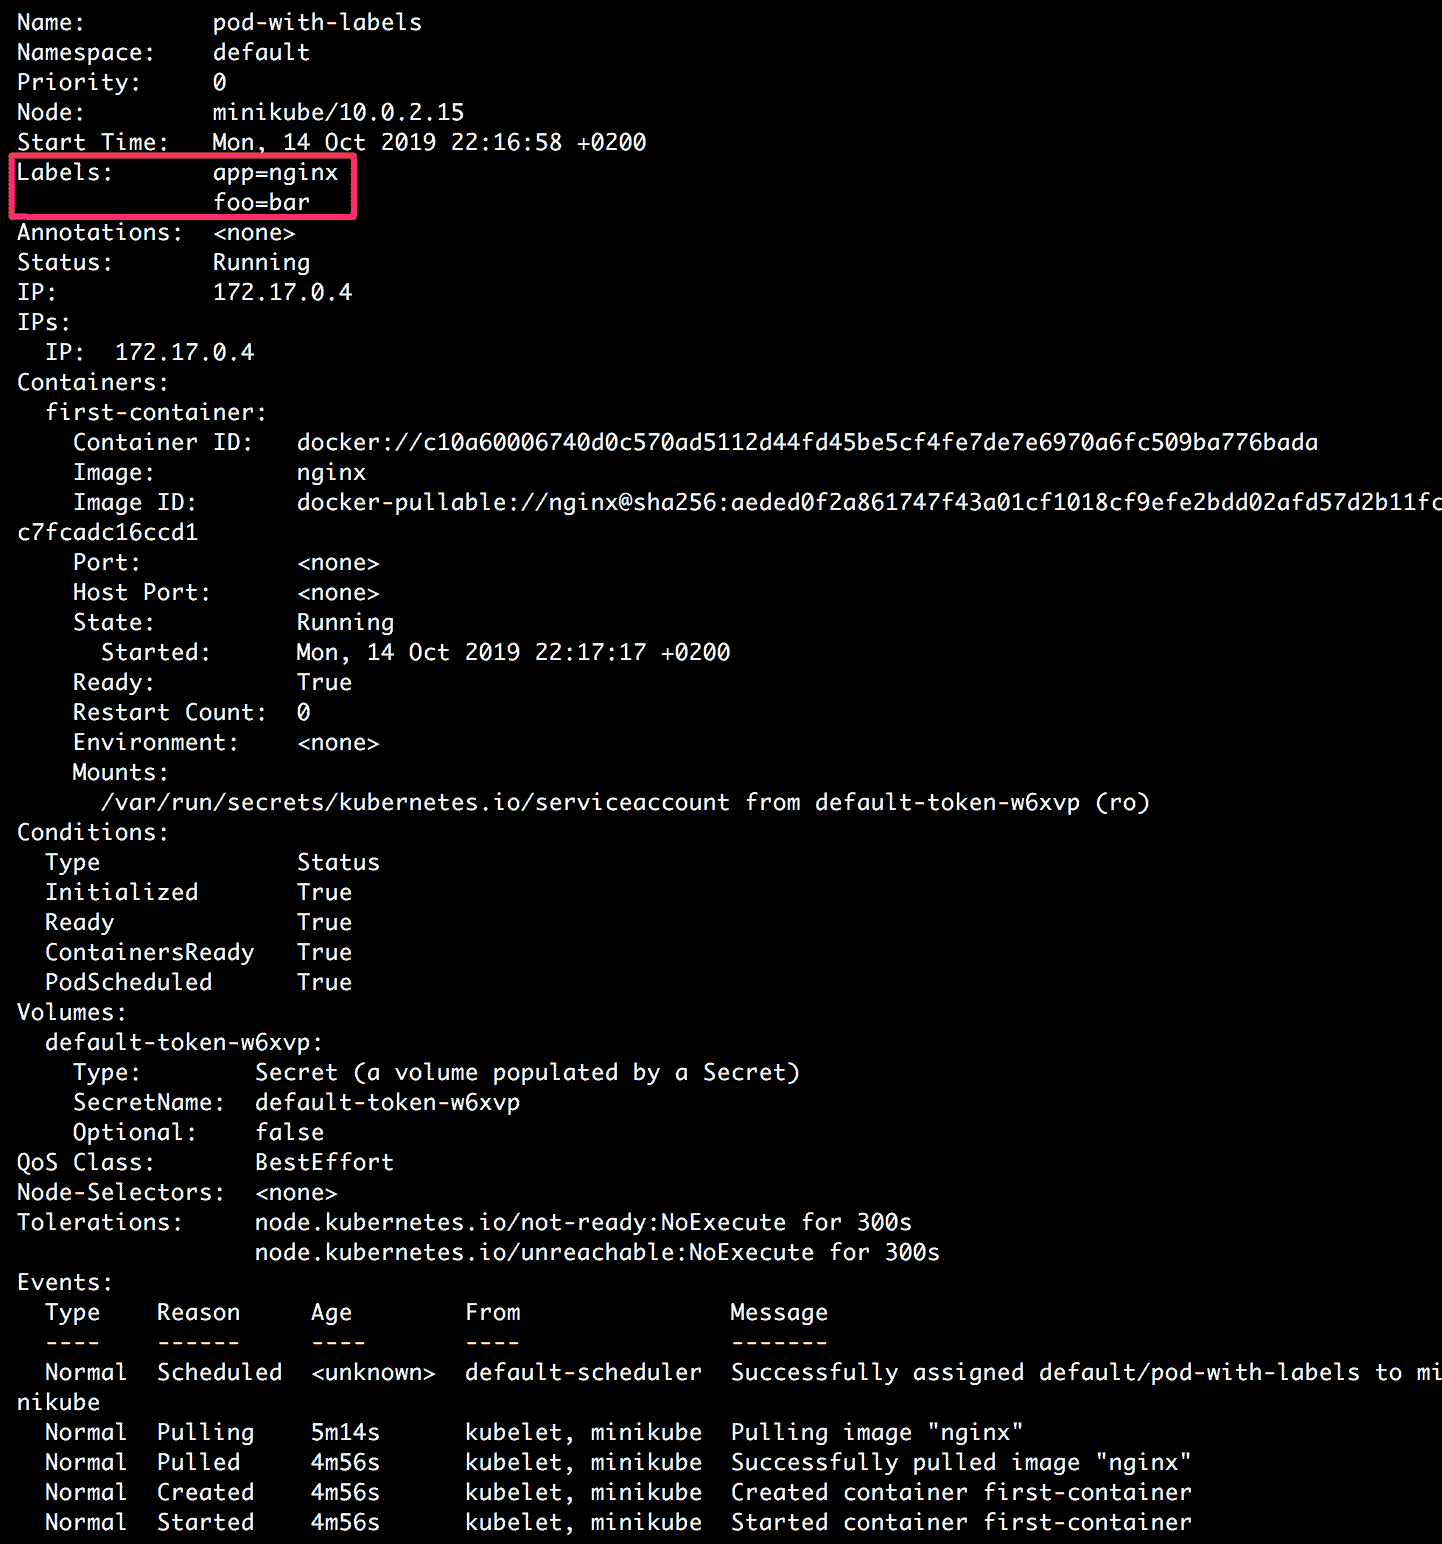 Name:         pod-with-labels
Namespace:    default
Priority:     0
Node:         minikube/10.0.2.15
Start Time:   Mon, 14 Oct 2019 22:16:58 +0200
Labels:       app=nginx
              foo=bar
Annotations:  <none>
Status:       Running
IP:           172.17.0.4
IPs:
  IP:  172.17.0.4
Containers:
  first-container:
    Container ID:   docker://c10a60006740d0c570ad5112d44fd45be5cf4fe7de7e6970a6fc509ba776bada
    Image:          nginx
    Image ID:       docker-pullable://nginx@sha256:aeded0f2a861747f43a01cf1018cf9efe2bdd02afd57d2b11fc
c7fcadc16ccd1
    Port:           <none>
    Host Port:      <none>
    State:          Running
      Started:      Mon, 14 Oct 2019 22:17:17 +0200
    Ready:          True
    Restart Count:  0
    Environment:    <none>
    Mounts:
      /var/run/secrets/kubernetes.io/serviceaccount from default-token-w6xvp (ro)
Conditions:
  Type              Status
  Initialized       True
  Ready             True
  ContainersReady   True
  PodScheduled      True
Volumes:
  default-token-w6xvp:
    Type:        Secret (a volume populated by a Secret)
    SecretName:  default-token-w6xvp
    Optional:    false
QoS Class:       BestEffort
Node-Selectors:  <none>
Tolerations:     node.kubernetes.io/not-ready:NoExecute for 300s
                 node.kubernetes.io/unreachable:NoExecute for 300s
Events:
  Type    Reason     Age        From               Message
  ----    ------     ----       ----               -------
  Normal  Scheduled  <unknown>  default-scheduler  Successfully assigned default/pod-with-labels to mi
nikube
  Normal  Pulling    5m14s      kubelet, minikube  Pulling image "nginx"
  Normal  Pulled     4m56s      kubelet, minikube  Successfully pulled image "nginx"
  Normal  Created    4m56s      kubelet, minikube  Created container first-container
  Normal  Started    4m56s      kubelet, minikube  Started container first-container